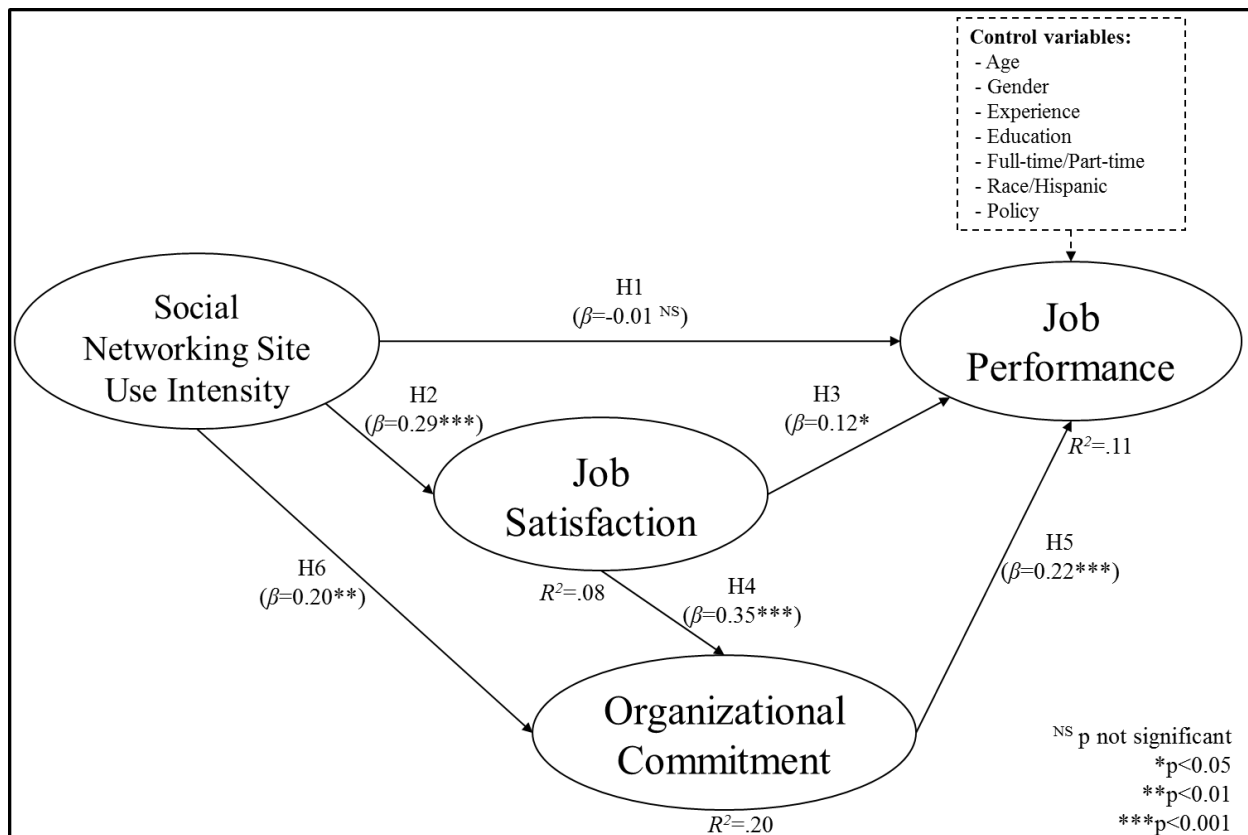 Control variables:
- Age
- Gender
- Experience
- Education
- Full-time/Part-time
- Race/Hispanic
- Policy
Social
Networking Site
Use Intensity
H1
(β=-0.01 NS)
Job
Performance
R²=.11
H2
(β=0.29***)
H3
(β=0.12*
Job
Satisfaction
R²=.08
H6
(β=0.20**)
H4
(β=0.35***)
H5
(β=0.22***)
Organizational
Commitment
R²=.20
NS p not significant
*p<0.05
**p<0.01
***p<0.001